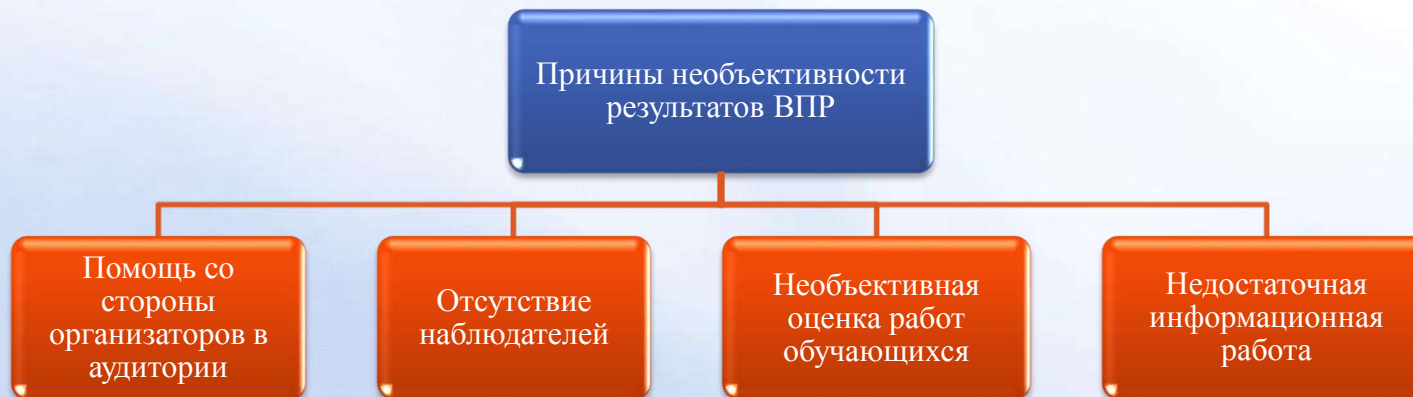 Причины необъективности
результатов ВПР
Помощь со
стороны
организаторов в
аудитории
Отсутствие
наблюдателей
Необъективная
оценка работ
обучающихся
Недостаточная
информационная
работа